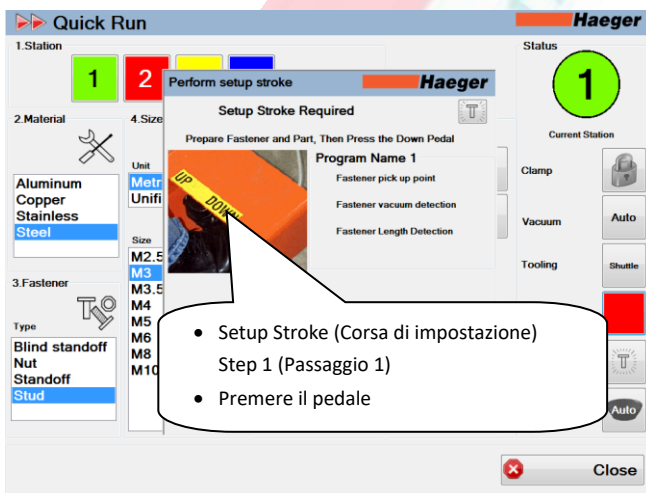 Quick Run
Haeger
1.Station
1
2
2.Material
Aluminum
Copper
Stainless
Steel
3.Fastener
Type
Blind standoff
Nut
Standoff
Stud
4.Size
Unit
Metr
Unifi
Size
M2.5
M3
M3.5
M4
M5
M6
M8
M10
Perform setup stroke
Haeger
Setup Stroke Required
Prepare Fastener and Part, Then Press the Down Pedal
UP DOWN
Program Name 1
Fastener pick up point
Fastener vacuum detection
Fastener Length Detection
• Setup Stroke (Corsa di impostazione)
Step 1 (Passaggio 1)
• Premere il pedale
Status
1
Current Station
Clamp
Vacuum
Auto
Tooling
Shuttle
Auto
Close